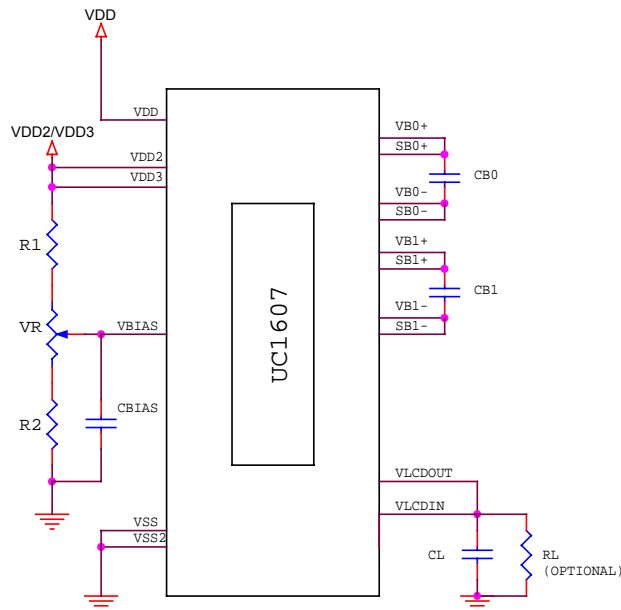 VDD
VDD
VDD2/VDD3
VDD2
VDD3
R1
VR
VBIAS
R2
CBIAS
VSS
VSS2
UC1607
VB0+
SB0+
CB0
VB0-
SB0-
VB1+
SB1+
CB1
VB1-
SB1-
VLCDOUT
VLCDIN
CL
RL
(OPTIONAL)